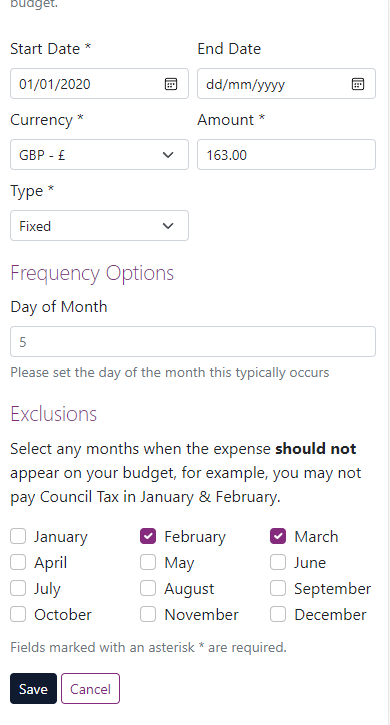 budget.
Start Date * End Date
01/01/2020 dd/mm/yyyy
Currency * Amount *
GBP - £ 163.00
Type *
Fixed
Frequency Options
Day of Month
5
Please set the day of the month this typically occurs
Exclusions
Select any months when the expense should not
appear on your budget, for example, you may not
pay Council Tax in January & February.
January February March
April May June
July August September
October November December
Fields marked with an asterisk * are required.
Save Cancel